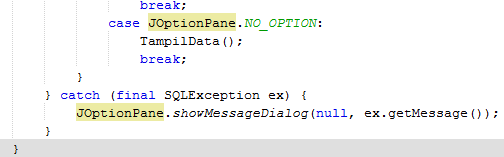 break;
case JOptionPane.NO_OPTION:
TampilData();
break;
}
} catch (final SQLException ex) {
JOptionPane.showMessageDialog(null, ex.getMessage());
}
}